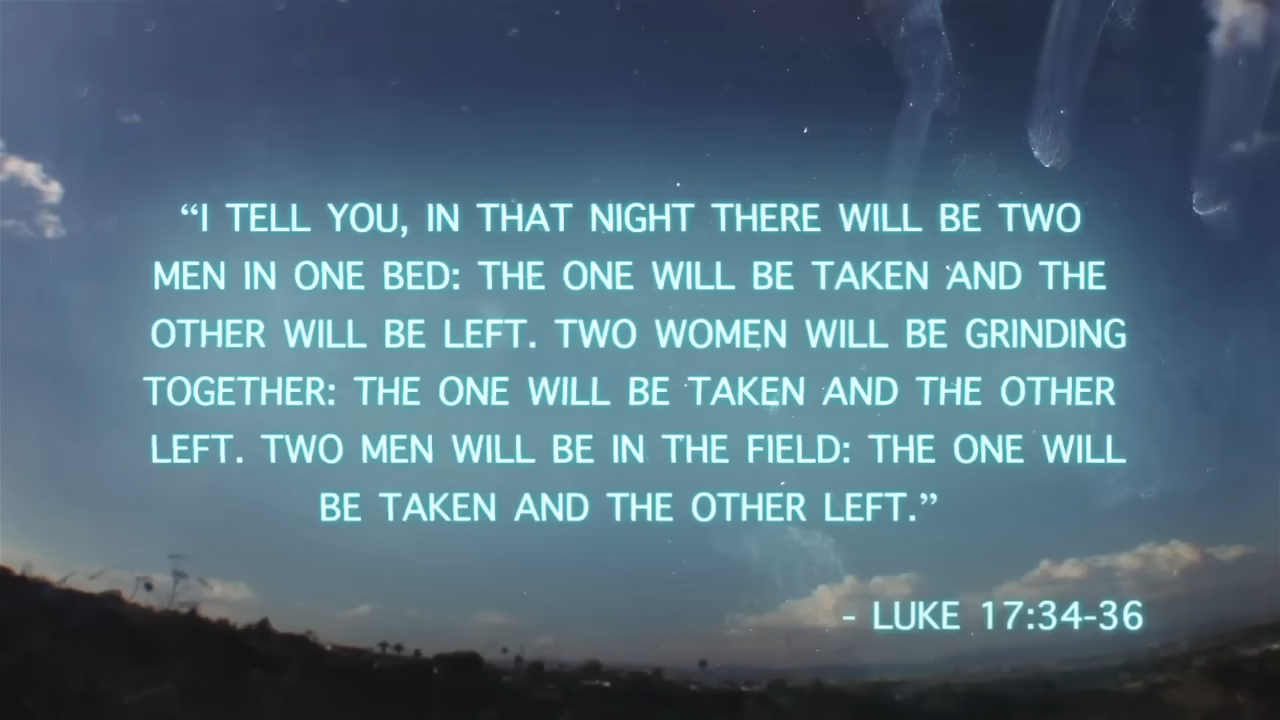 “I TELL YOU, IN THAT NIGHT THERE WILL BE TWO
MEN IN ONE BED: THE ONE WILL BE TAKEN AND THE
OTHER WILL BE LEFT. TWO WOMEN WILL BE GRINDING
TOGETHER: THE ONE WILL BE TAKEN AND THE OTHER
LEFT. TWO MEN WILL BE IN THE FIELD: THE ONE WILL
BE TAKEN AND THE OTHER LEFT.”
- LUKE 17:34-36